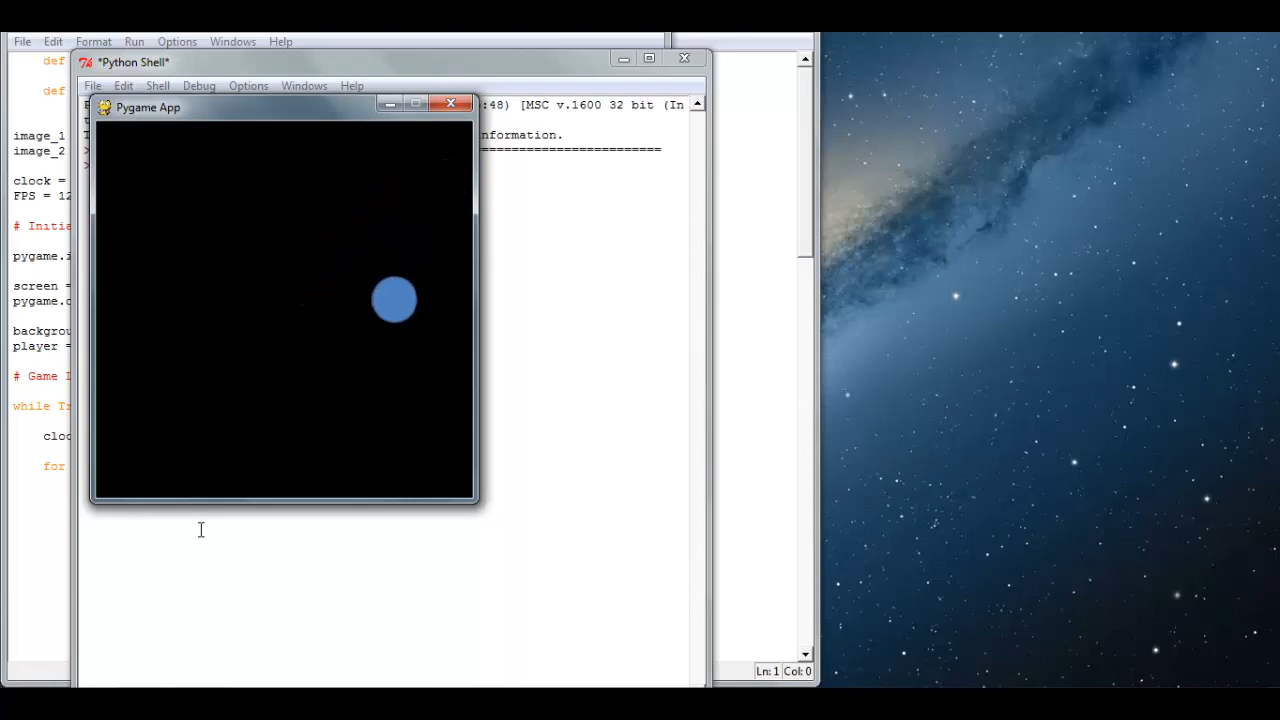 File Edit Format Run Options Windows Help
*Python Shell*
File Edit Shell Debug Options Windows Help
Pygame App
:48) [MSC v.1600 32 bit (In
nformation.
===============================
def
def
image_1
image_2
clock =
FPS = 12
# Initia
pygame.i
screen =
pygame.
backgrou
player =
# Game I
while Tr
cloc
for
Ln: 1 Col: 0